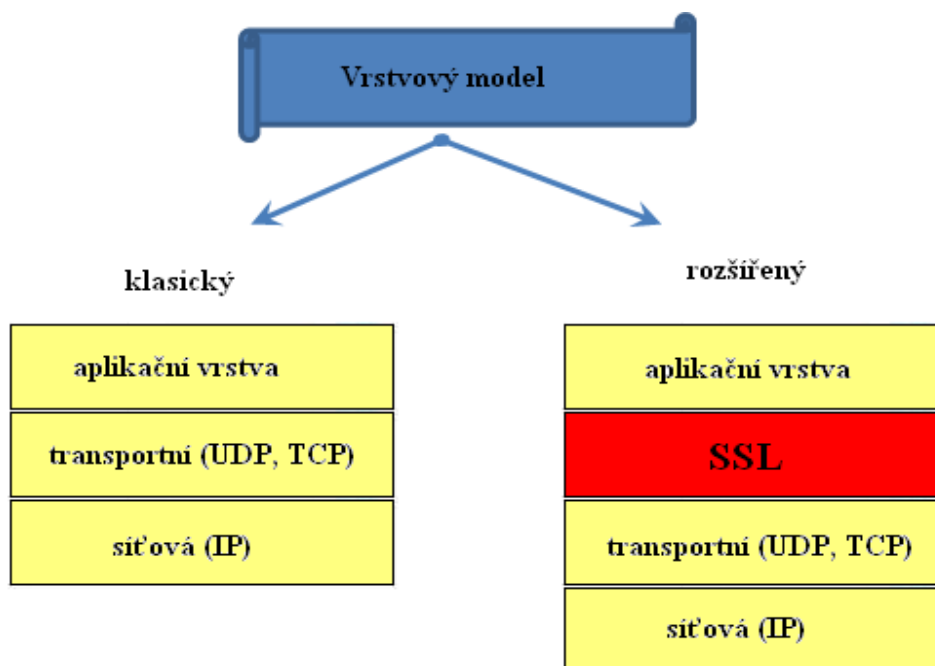 Vrstvový model
klasický
aplikační vrstva
transportní (UDP, TCP)
síťová (IP)
rozšířený
aplikační vrstva
SSL
transportní (UDP, TCP)
síťová (IP)